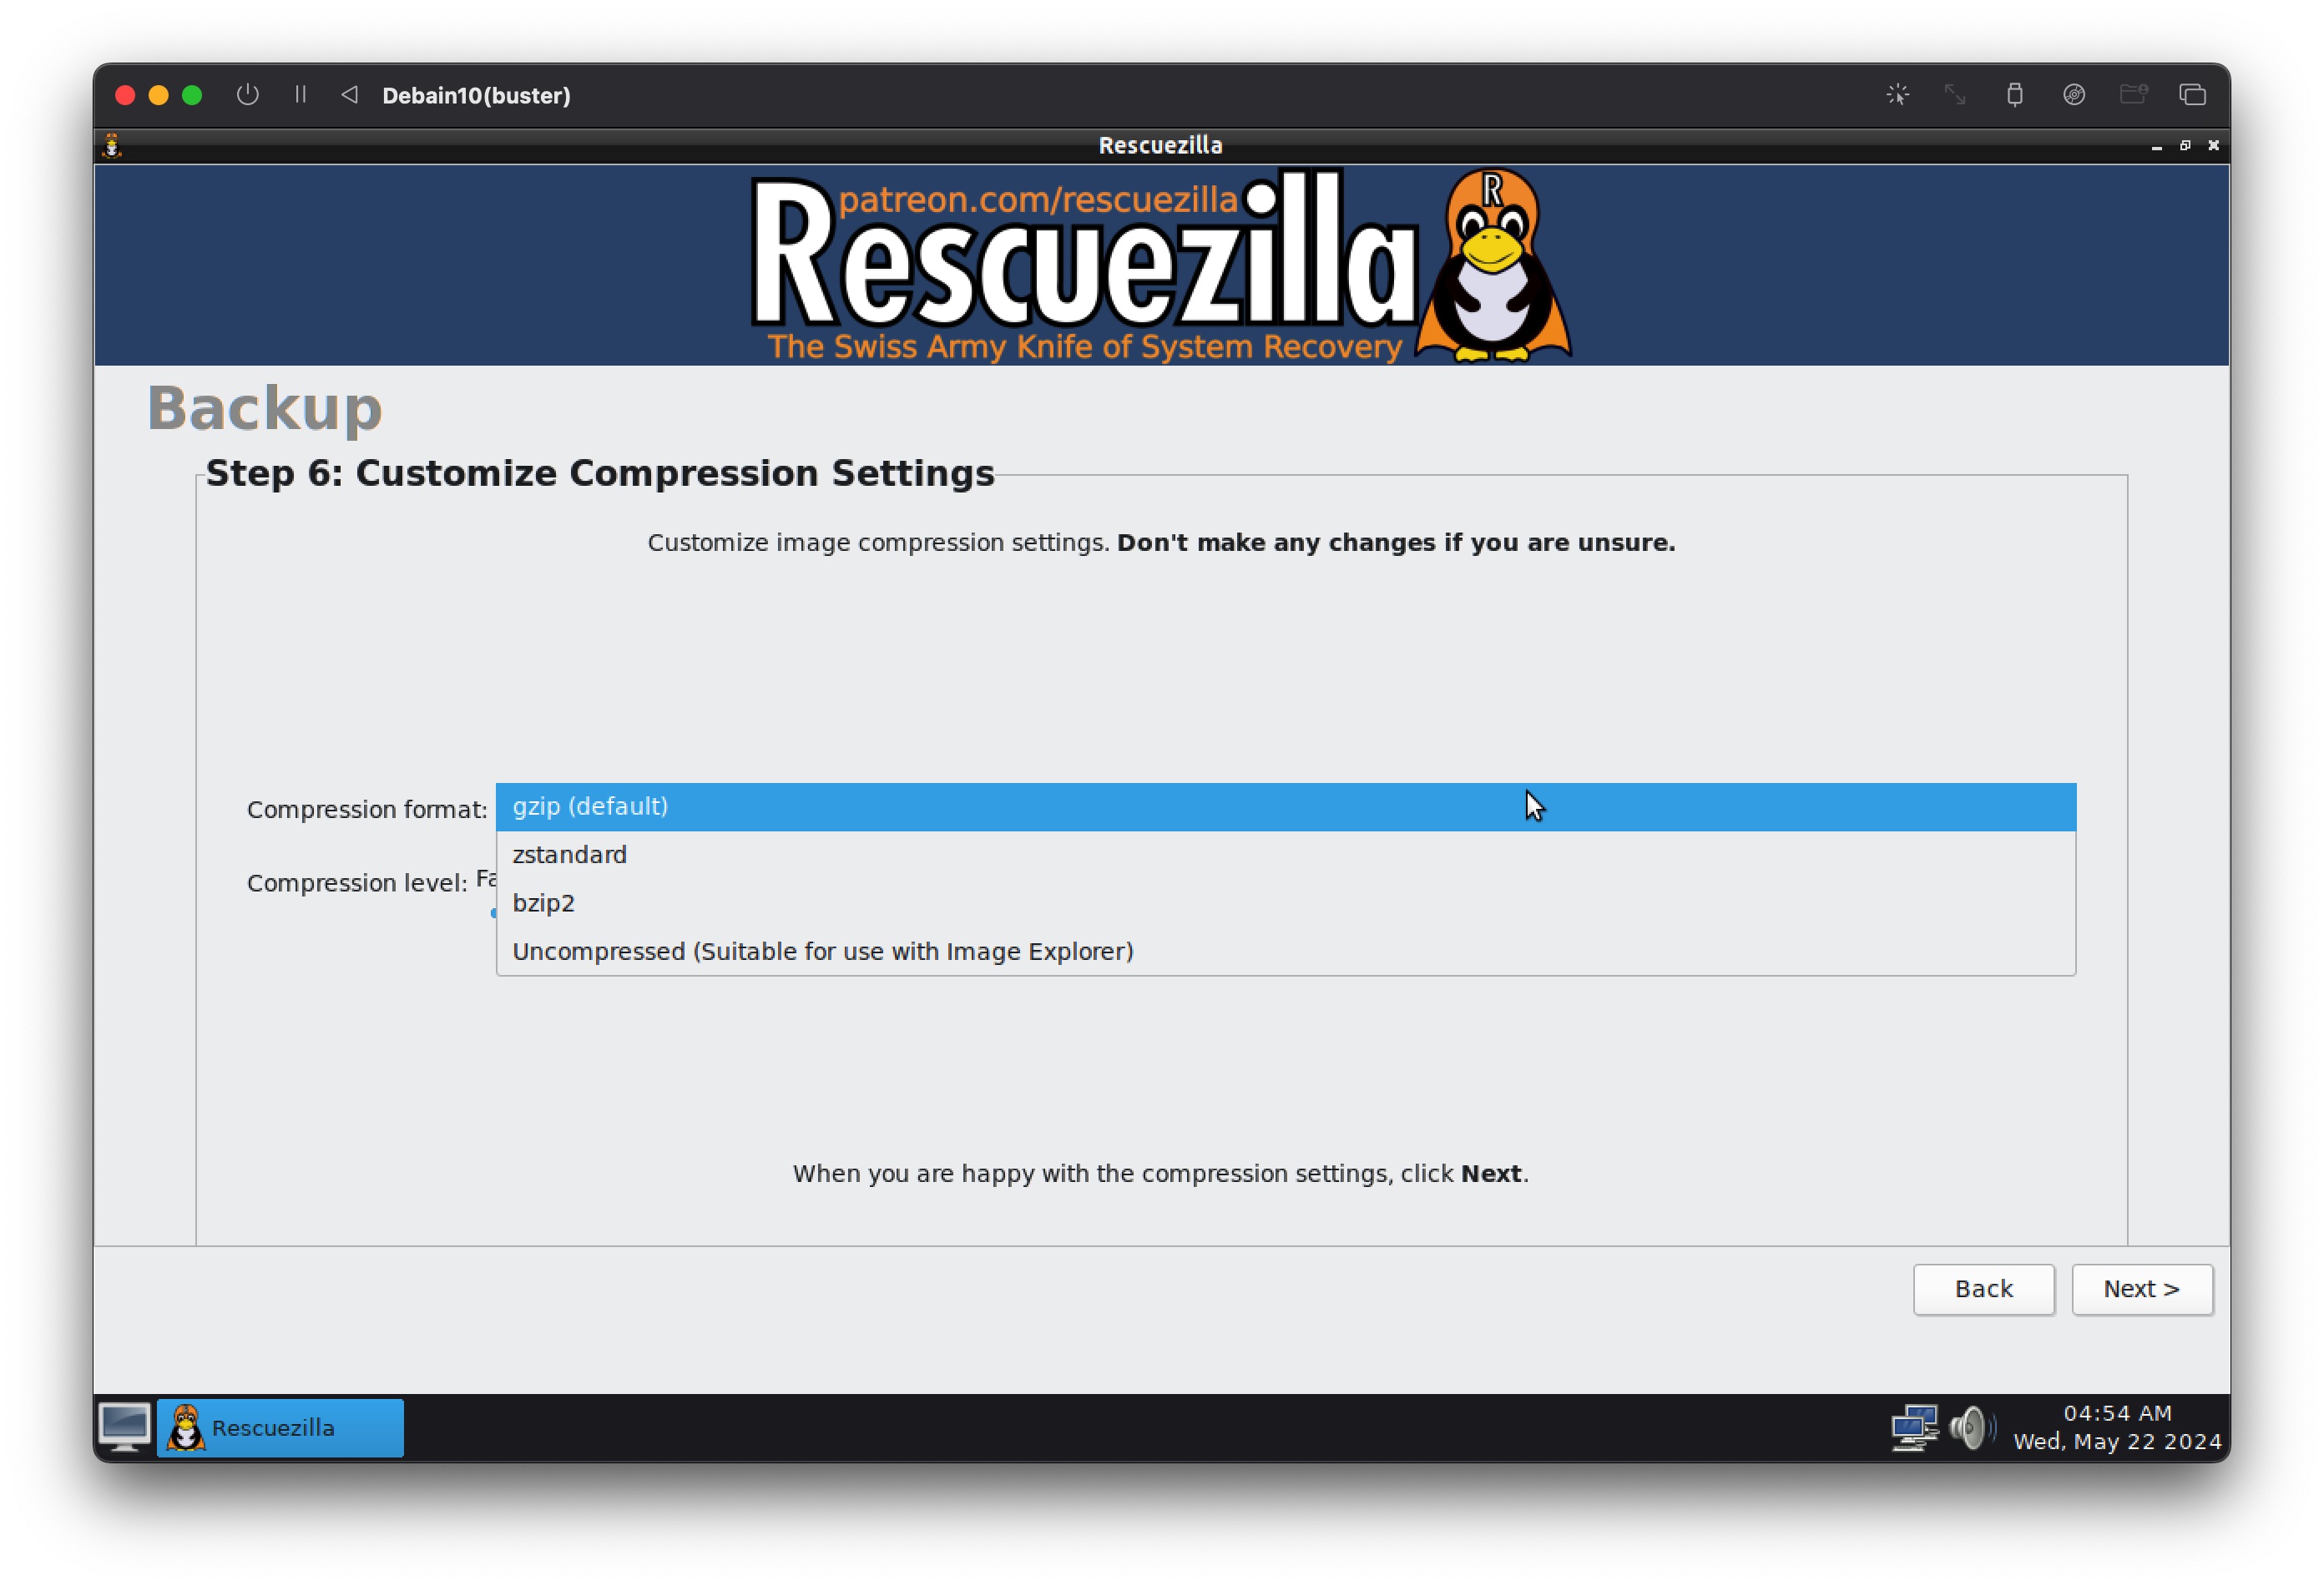 Debain10(buster)
Rescuezilla
patreon.com/rescuezilla
R
Rescuezilla
The Swiss Army Knife of System Recovery
Backup
Step 6: Customize Compression Settings
Customize image compression settings. Don't make any changes if you are unsure.
Compression format: gzip (default)
zstandard
Compression level: Fa
bzip2
Uncompressed (Suitable for use with Image Explorer)
When you are happy with the compression settings, click Next.
Back Next >
Rescuezilla
04:54 AM
Wed, May 22 2024